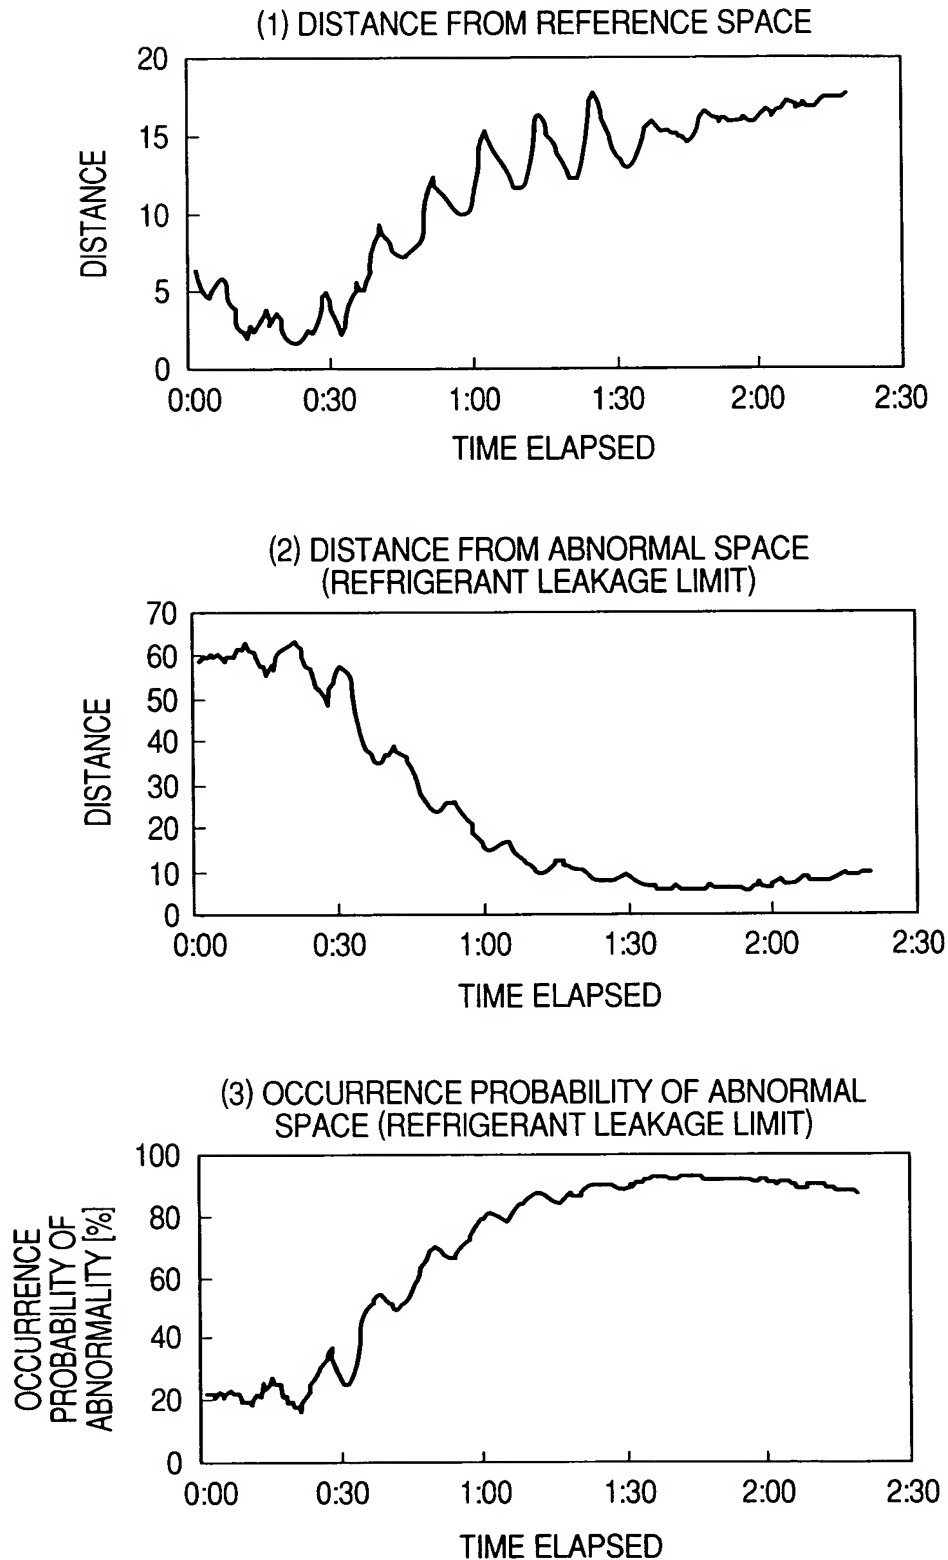 (1) DISTANCE FROM REFERENCE SPACE
20
15
10
5
0
DISTANCE
0:00 0:30 1:00 1:30 2:00 2:30
TIME ELAPSED
(2) DISTANCE FROM ABNORMAL SPACE
(REFRIGERANT LEAKAGE LIMIT)
70
60
50
40
30
20
10
0
DISTANCE
0:00 0:30 1:00 1:30 2:00 2:30
TIME ELAPSED
(3) OCCURRENCE PROBABILITY OF ABNORMAL
SPACE (REFRIGERANT LEAKAGE LIMIT)
100
80
60
40
20
0
OCCURRENCE
PROBABILITY OF
ABNORMALITY [%]
0:00 0:30 1:00 1:30 2:00 2:30
TIME ELAPSED